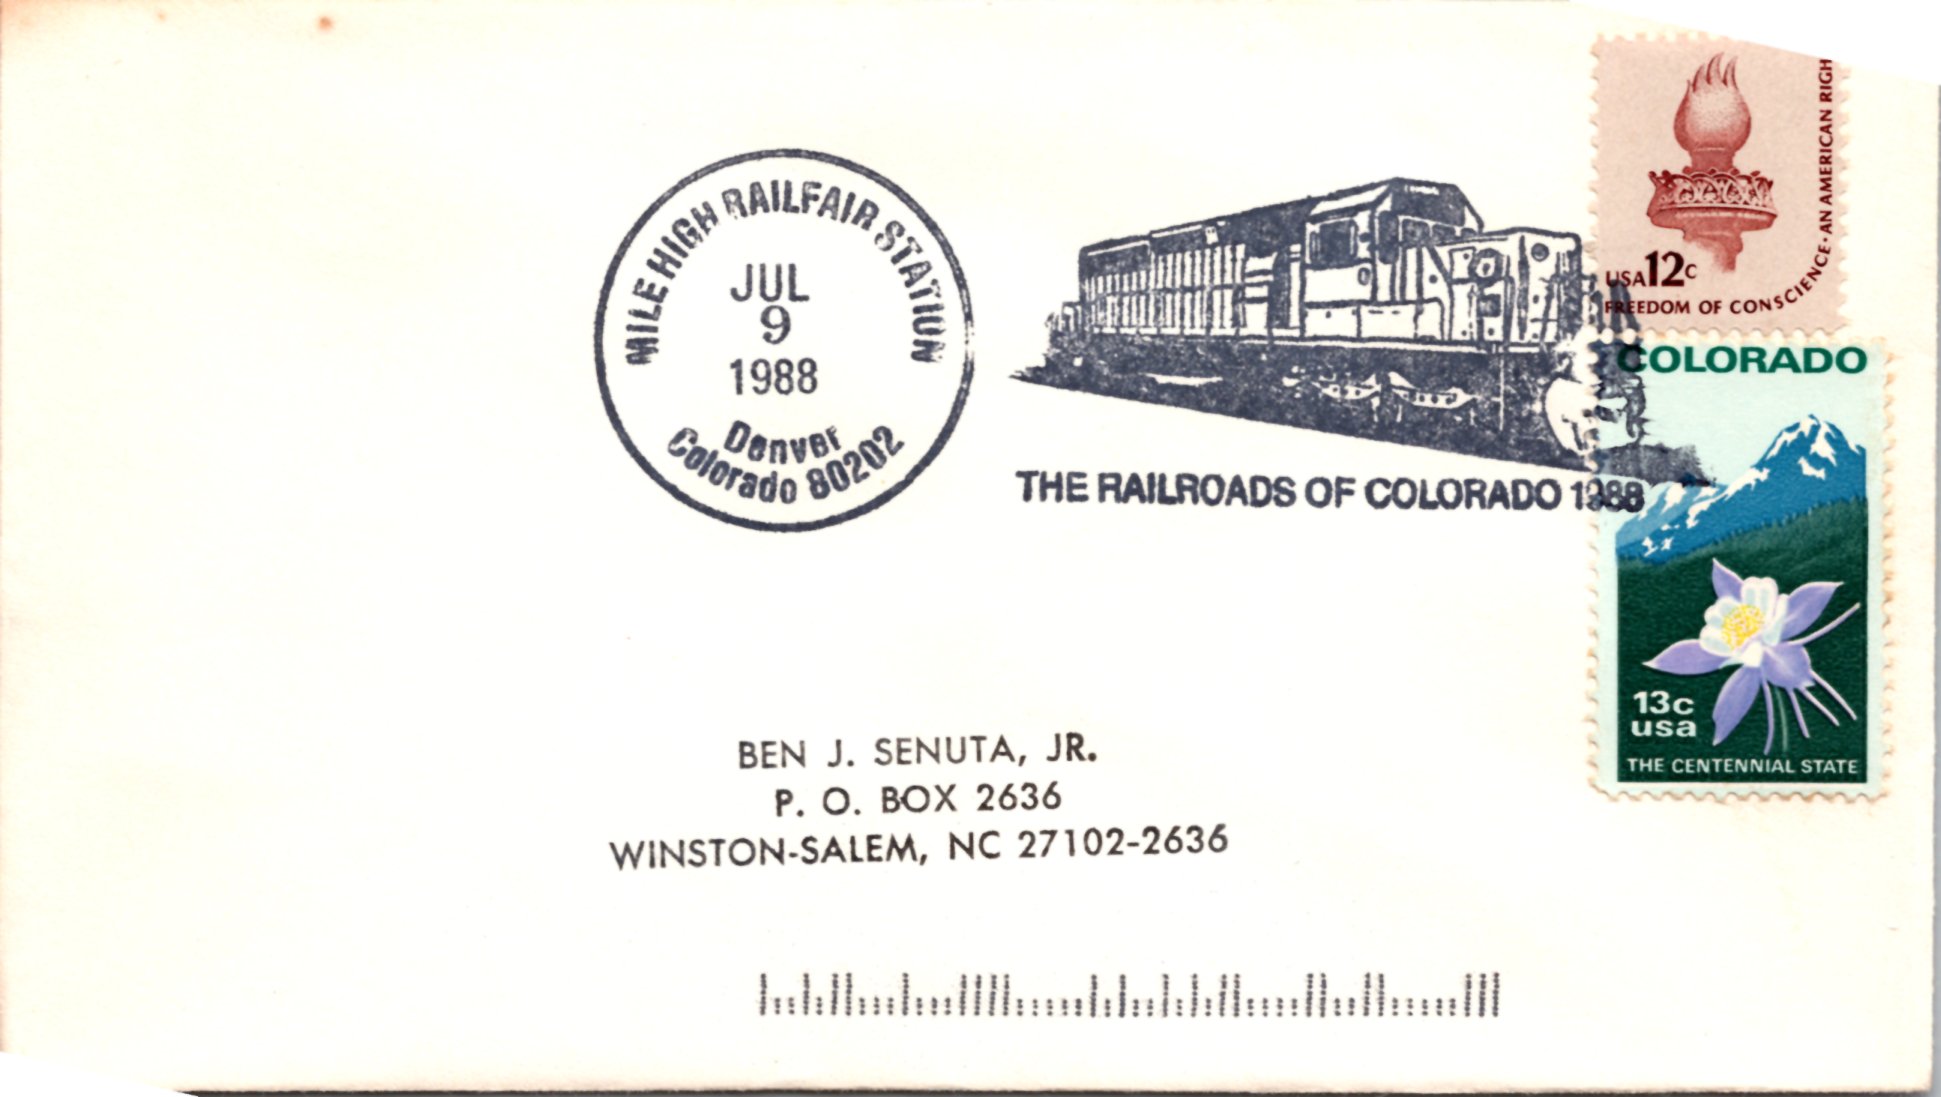 MILE HIGH RAILFAIR STATION
JUL
9
1988
Denver
Colorado 80202
THE RAILROADS OF COLORADO 1988
USA 12c
FREEDOM OF CONSCIENCE · AN AMERICAN RIGH
COLORADO
13c
usa
THE CENTENNIAL STATE
BEN J. SENUTA, JR.
P. O. BOX 2636
WINSTON-SALEM, NC 27102-2636